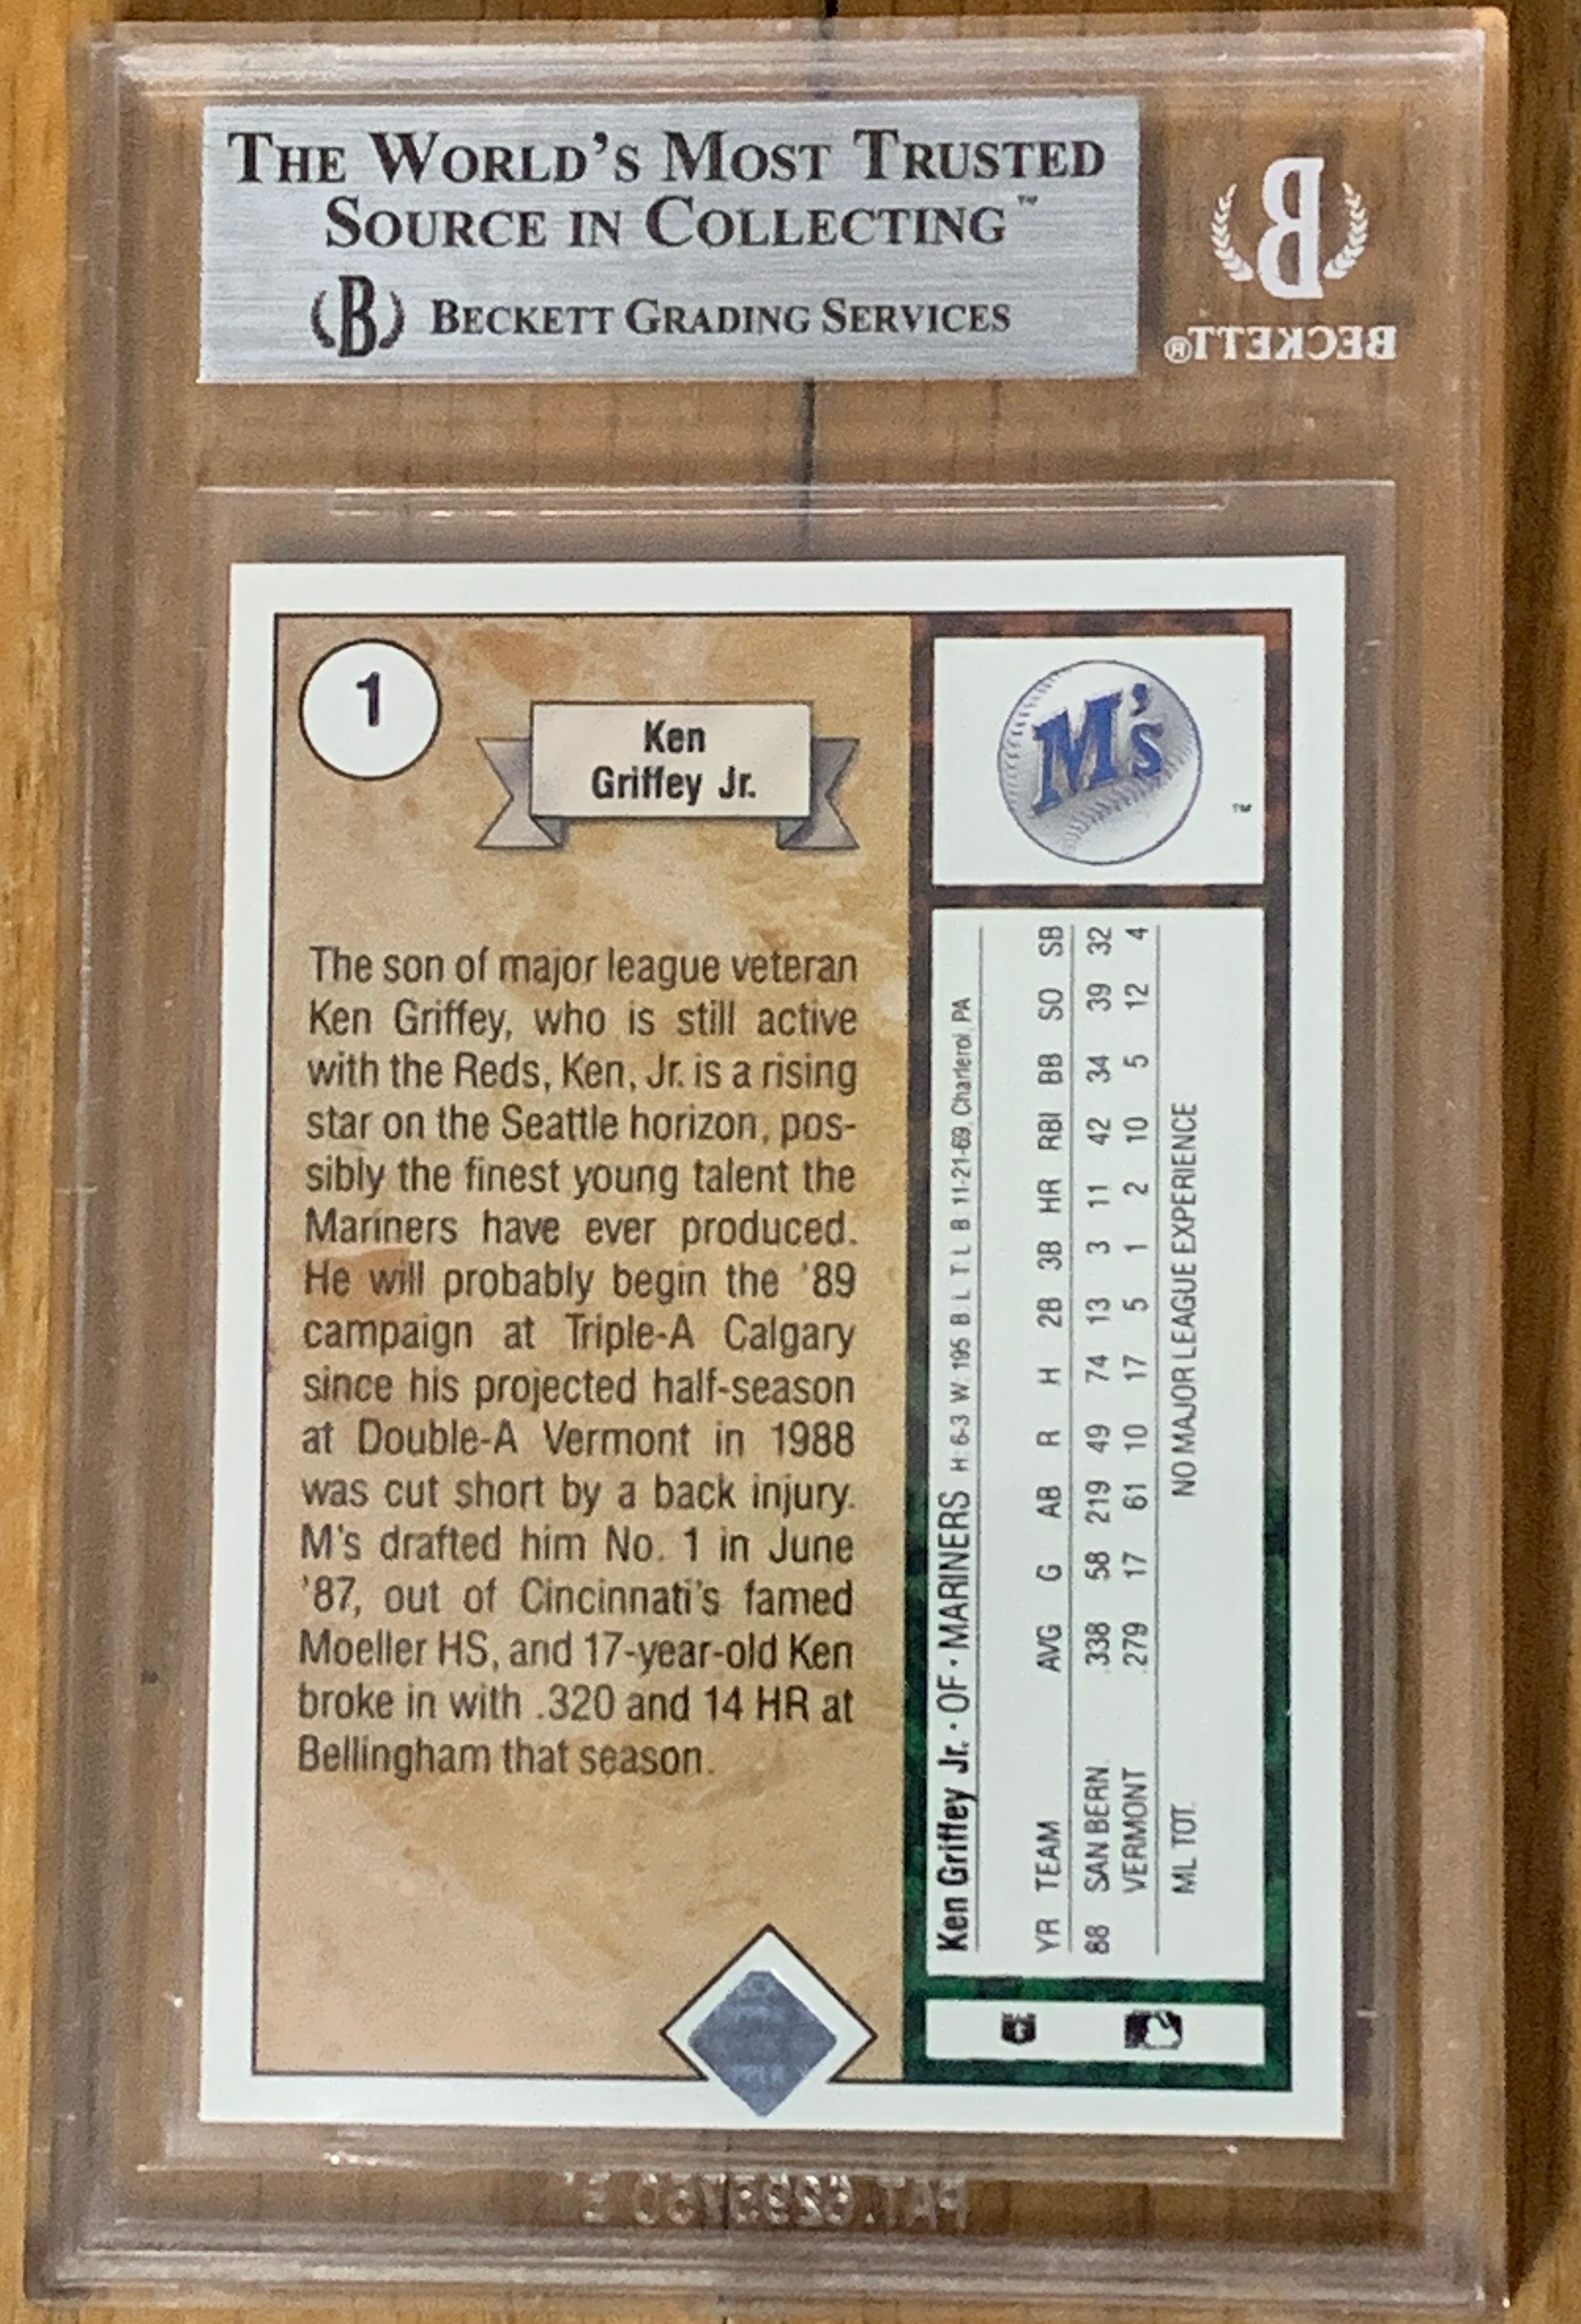 THE WORLD'S MOST TRUSTED
SOURCE IN COLLECTING™
B BECKETT GRADING SERVICES
B
BECKETT®
1
Ken
Griffey Jr.
The son of major league veteran
Ken Griffey, who is still active
with the Reds, Ken, Jr. is a rising
star on the Seattle horizon, pos-
sibly the finest young talent the
Mariners have ever produced.
He will probably begin the '89
campaign at Triple-A Calgary
since his projected half-season
at Double-A Vermont in 1988
was cut short by a back injury.
M's drafted him No. 1 in June
'87, out of Cincinnati's famed
Moeller HS, and 17-year-old Ken
broke in with .320 and 14 HR at
Bellingham that season.
M's
TM
Ken Griffey Jr. · OF · MARINERS H: 6-3 W: 195 B: L T: L B: 11-21-69, Charleroi, PA
YR TEAM AVG G AB R H 2B 3B HR RBI BB SO SB
88 SAN BERN. .338 58 219 49 74 13 3 11 42 34 39 32
VERMONT .279 17 61 10 17 5 1 2 10 5 12 4
ML TOT. NO MAJOR LEAGUE EXPERIENCE